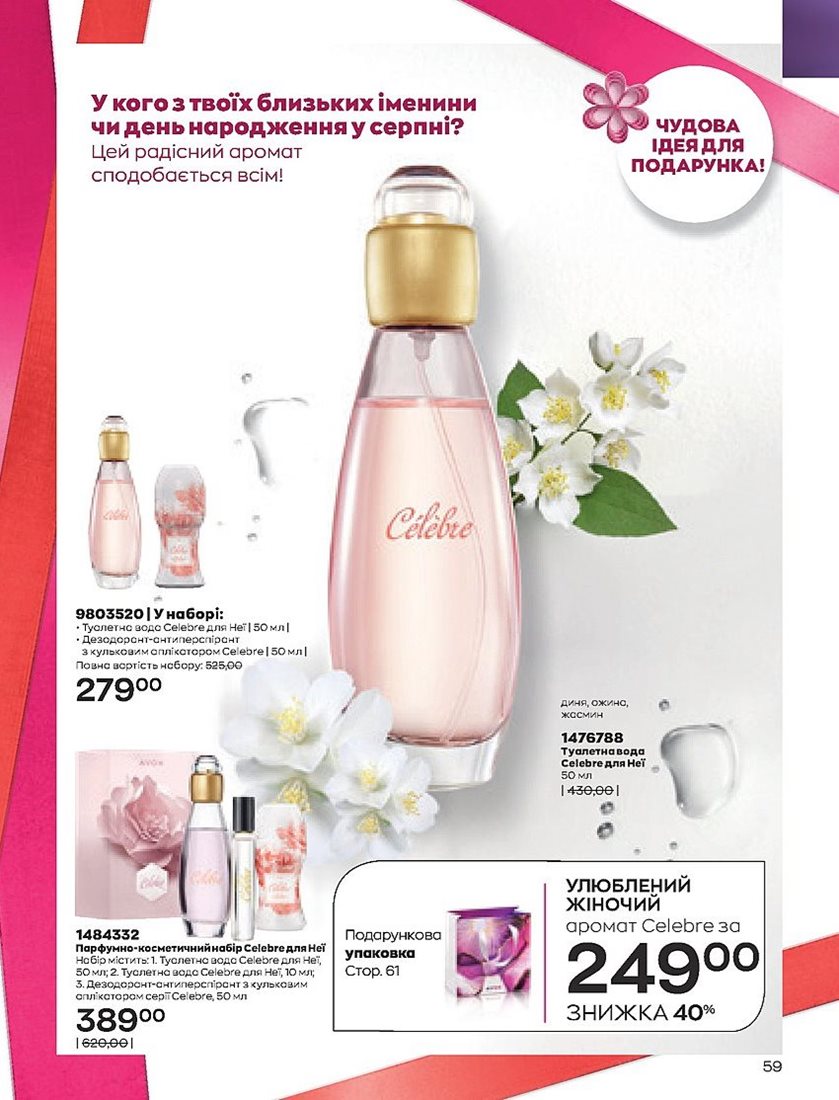 У кого з твоїх близьких іменини
чи день народження у серпні?
Цей радісний аромат
сподобається всім!
ЧУДОВА
ІДЕЯ ДЛЯ
ПОДАРУНКА!
Célèbre
9803520 | У наборі:
• Туалетна вода Celebre для Неї | 50 мл |
• Дезодорант-антиперспірант
з кульковим аплікатором Celebre | 50 мл |
Повна вартість набору: 525,00
27900
диня, ожина,
жасмин
1476788
Туалетна вода
Celebre для Неї
50 мл
| 430,00 |
AVON
Célèbre
1484332
Парфумно-косметичний набір Celebre для Неї
Набір містить: 1. Туалетна вода Celebre для Неї,
50 мл; 2. Туалетна вода Celebre для Неї, 10 мл;
3. Дезодорант-антиперспірант з кульковим
аплікатором серії Celebre, 50 мл
38900
| 620,00 |
Подарункова
упаковка
Стор. 61
УЛЮБЛЕНИЙ
ЖІНОЧИЙ
аромат Celebre за
24900
ЗНИЖКА 40%
59